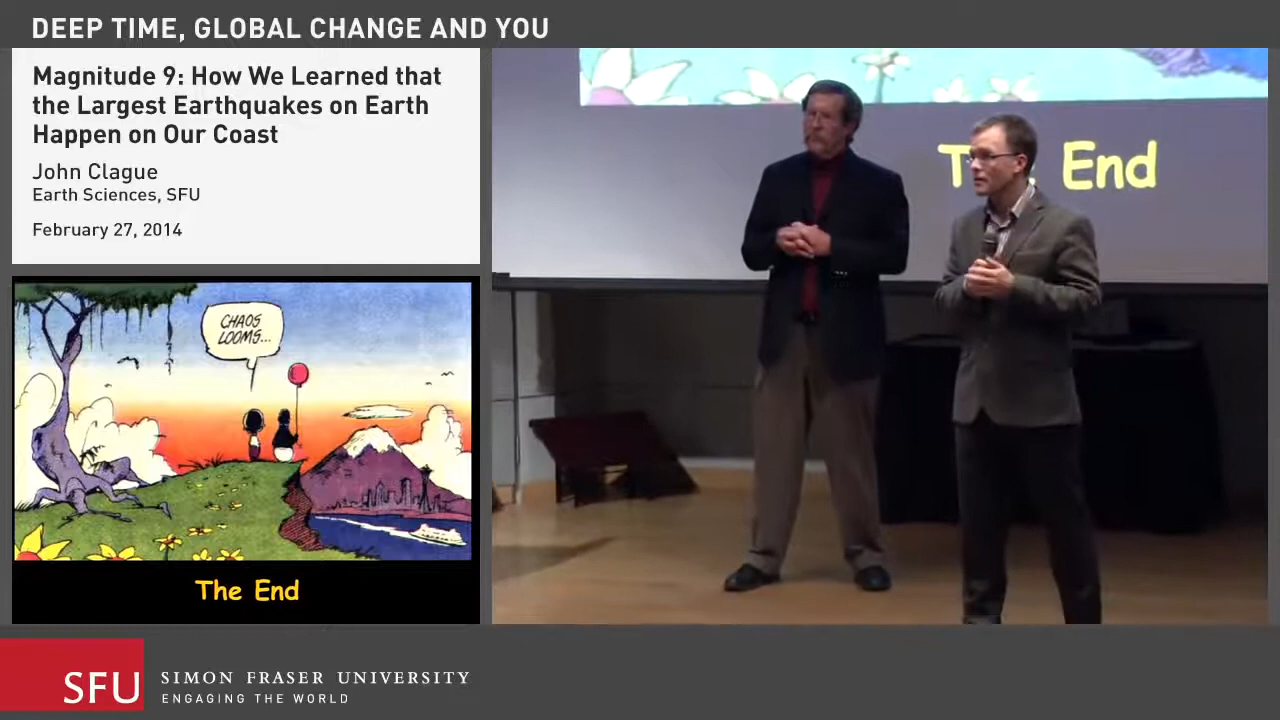 DEEP TIME, GLOBAL CHANGE AND YOU
Magnitude 9: How We Learned that
the Largest Earthquakes on Earth
Happen on Our Coast
John Clague
Earth Sciences, SFU
February 27, 2014
CHAOS
LOOMS...
The End
End
SFU
SIMON FRASER UNIVERSITY
ENGAGING THE WORLD